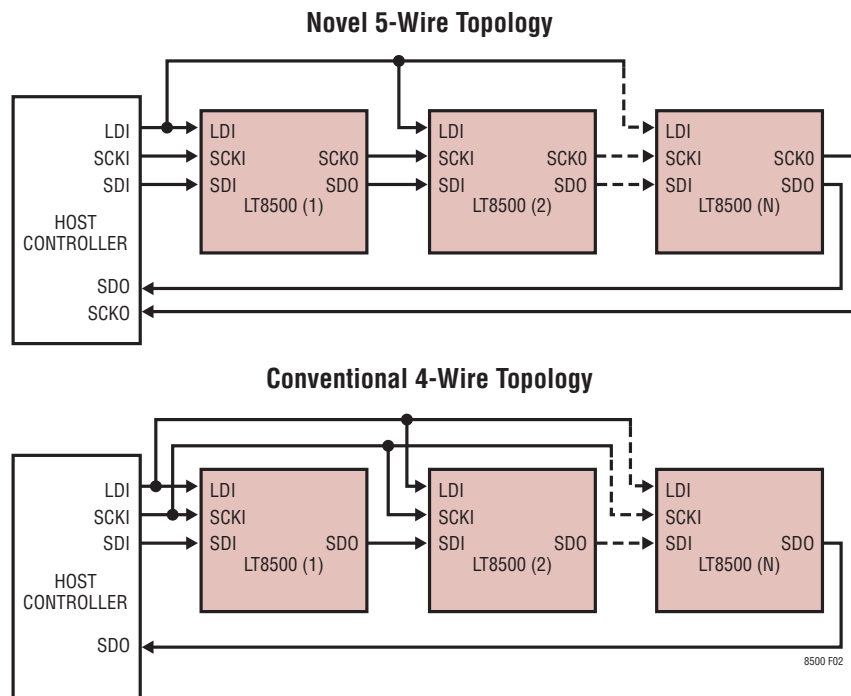 Novel 5-Wire Topology
LDI
SCKI
SDI
HOST
CONTROLLER
SDO
SCKO
LDI
SCKI
SCK0
SDI
SDO
LT8500 (1)
LDI
SCKI
SCK0
SDI
SDO
LT8500 (2)
LDI
SCKI
SCK0
SDI
SDO
LT8500 (N)
Conventional 4-Wire Topology
LDI
SCKI
SDI
HOST
CONTROLLER
SDO
LDI
SCKI
SDI
SDO
LT8500 (1)
LDI
SCKI
SDI
SDO
LT8500 (2)
LDI
SCKI
SDI
SDO
LT8500 (N)
8500 F02